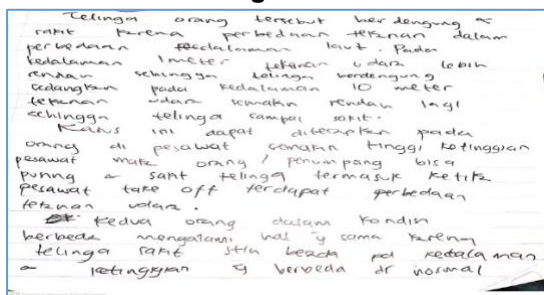 Telinga orang tersebut berdengung &
sakit karena perbedaan tekanan dalam
perbedaan kedalaman laut. Pada
kedalaman 1 meter tekanan udara lebih
rendah sehingga telinga berdengung
sedangkan pada kedalaman 10 meter
tekanan udara semakin rendah lagi
sehingga telinga sampai sakit.
Kasus ini dapat diterapkan pada
orang di pesawat semakin tinggi ketinggian
pesawat maka orang / penumpang bisa
pusing & sakit telinga termasuk ketika
pesawat take off terdapat perbedaan
tekanan udara.
Kedua orang dalam kondisi
berbeda mengalami hal yg sama karena
telinga sakit berada pd kedalaman
& ketinggian yg berbeda dr normal